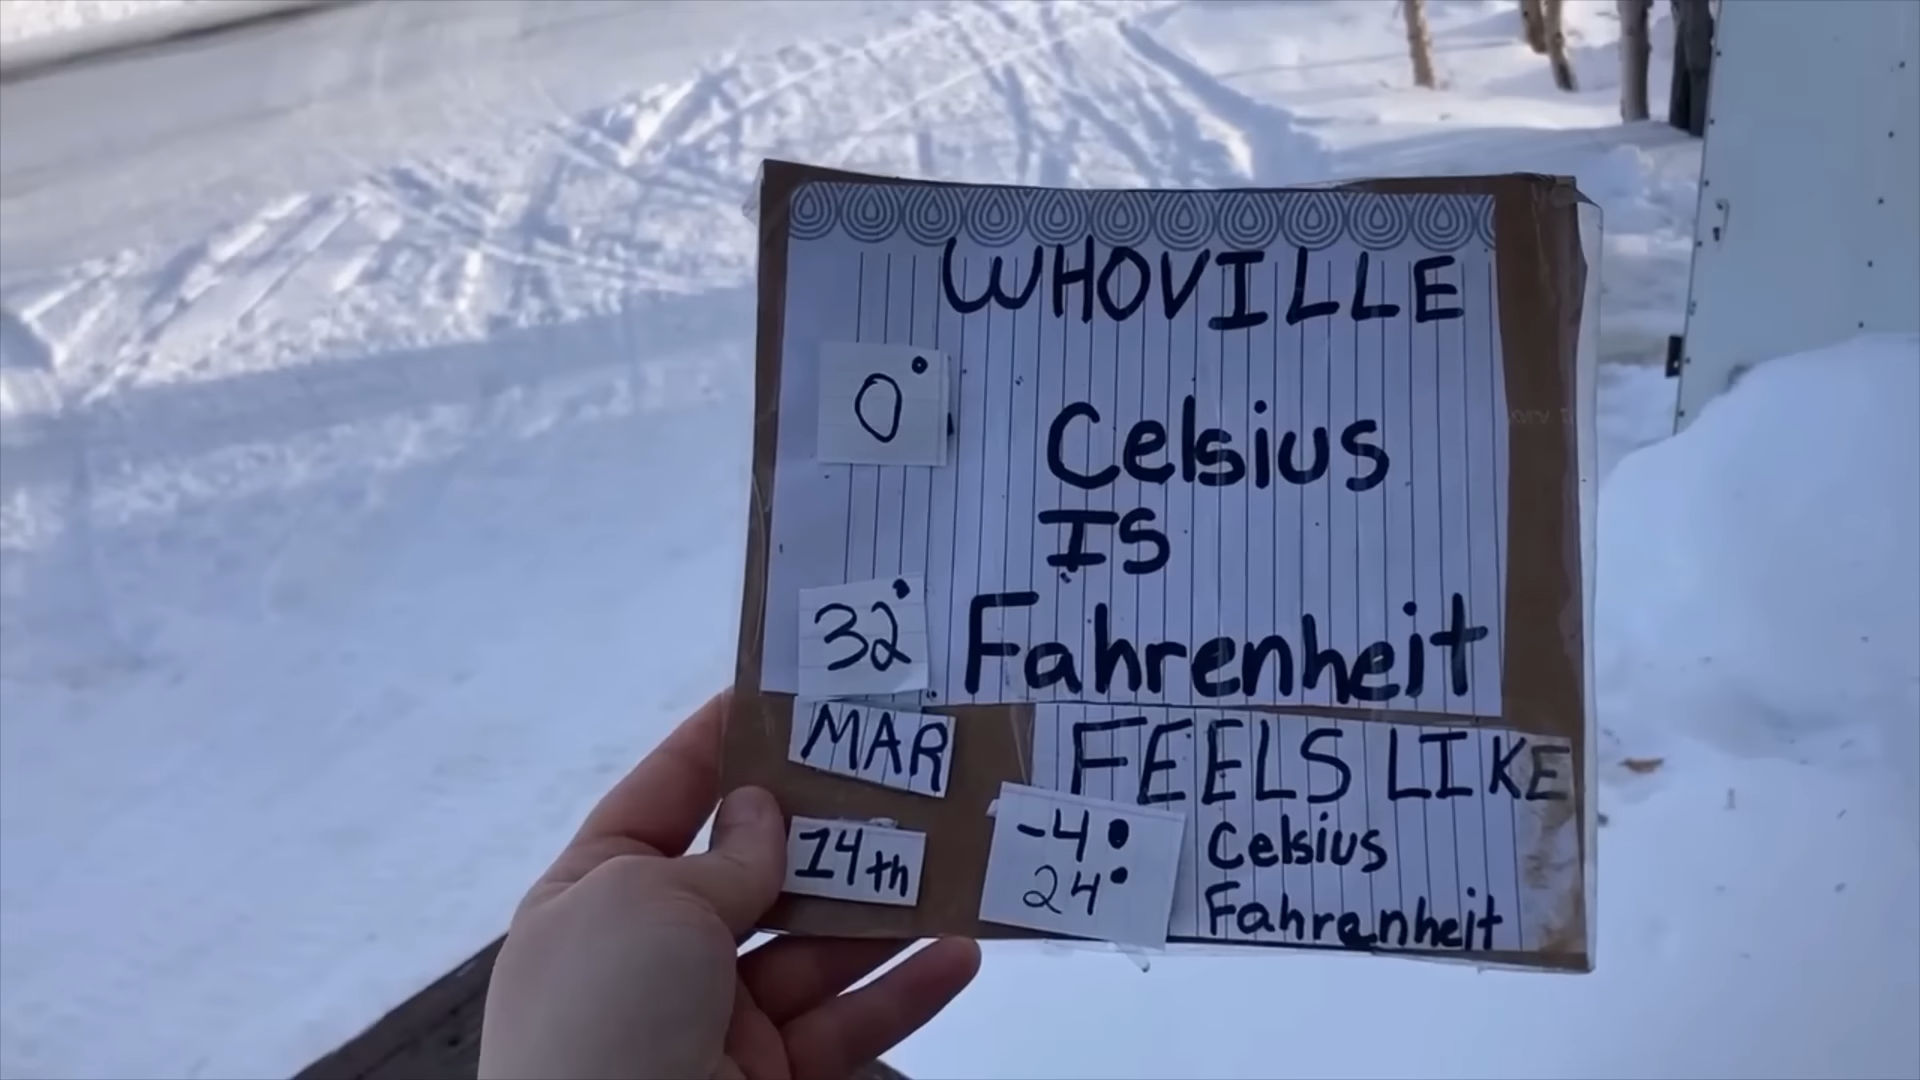 WHOVILLE
0° Celsius
IS
32° Fahrenheit
MAR
14th
FEELS LIKE
-4° Celsius
24° Fahrenheit